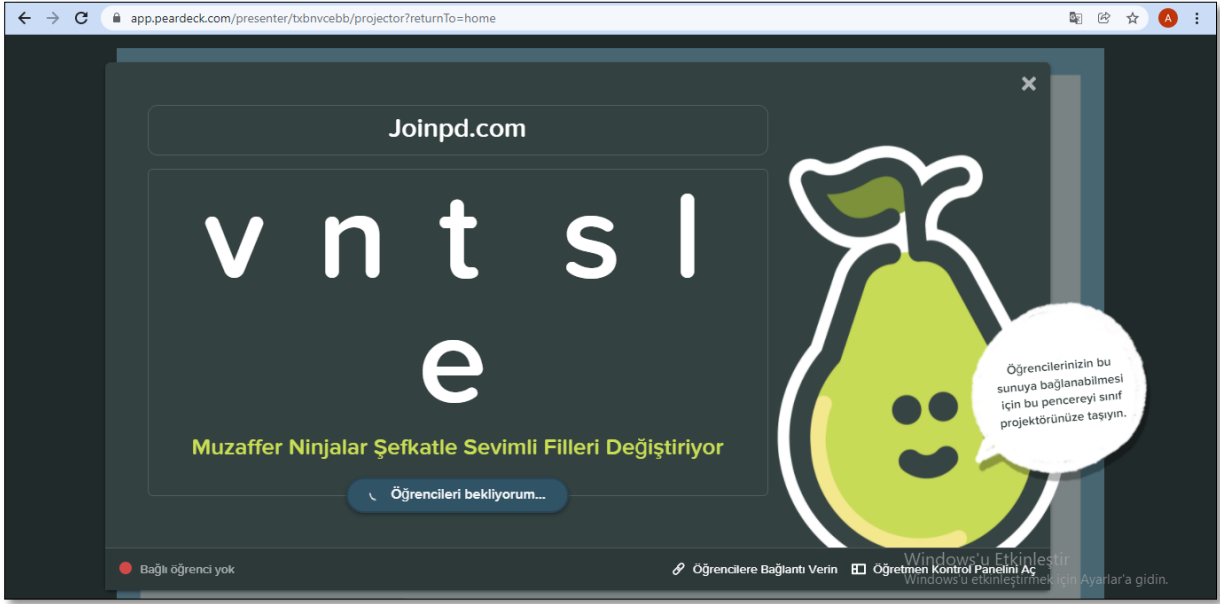 app.peardeck.com/presenter/txbnvcebb/projector?returnTo=home
A
Joinpd.com
v n t s l
e
Muzaffer Ninjalar Şefkatle Sevimli Filleri Değiştiriyor
Öğrencileri bekliyorum...
Öğrencilerinizin bu
sunuya bağlanabilmesi
için bu pencereyi sınıf
projektörünüze taşıyın.
Bağlı öğrenci yok
Öğrencilere Bağlantı Verin
Öğretmen Kontrol Panelini Aç
Windows'u Etkinleştir
Windows'u etkinleştirmek için Ayarlar'a gidin.